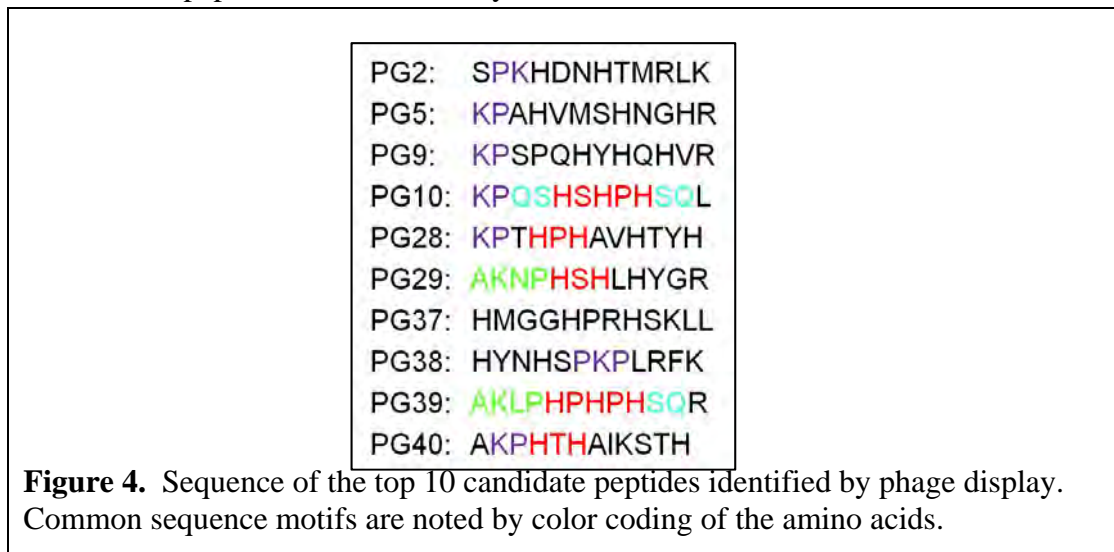 PG2: SPKHDNHTMRLK
PG5: KPAHVMSHNGHR
PG9: KPSPQHYHQHVR
PG10: KPQSHSHPHSQL
PG28: KPTHPHAVHTYH
PG29: AKNPHSHLHYGR
PG37: HMGGHPRHSKLL
PG38: HYNHSPKPLRFK
PG39: AKLPHPHPHSQR
PG40: AKPHTHAIKSTH
Figure 4. Sequence of the top 10 candidate peptides identified by phage display.
Common sequence motifs are noted by color coding of the amino acids.